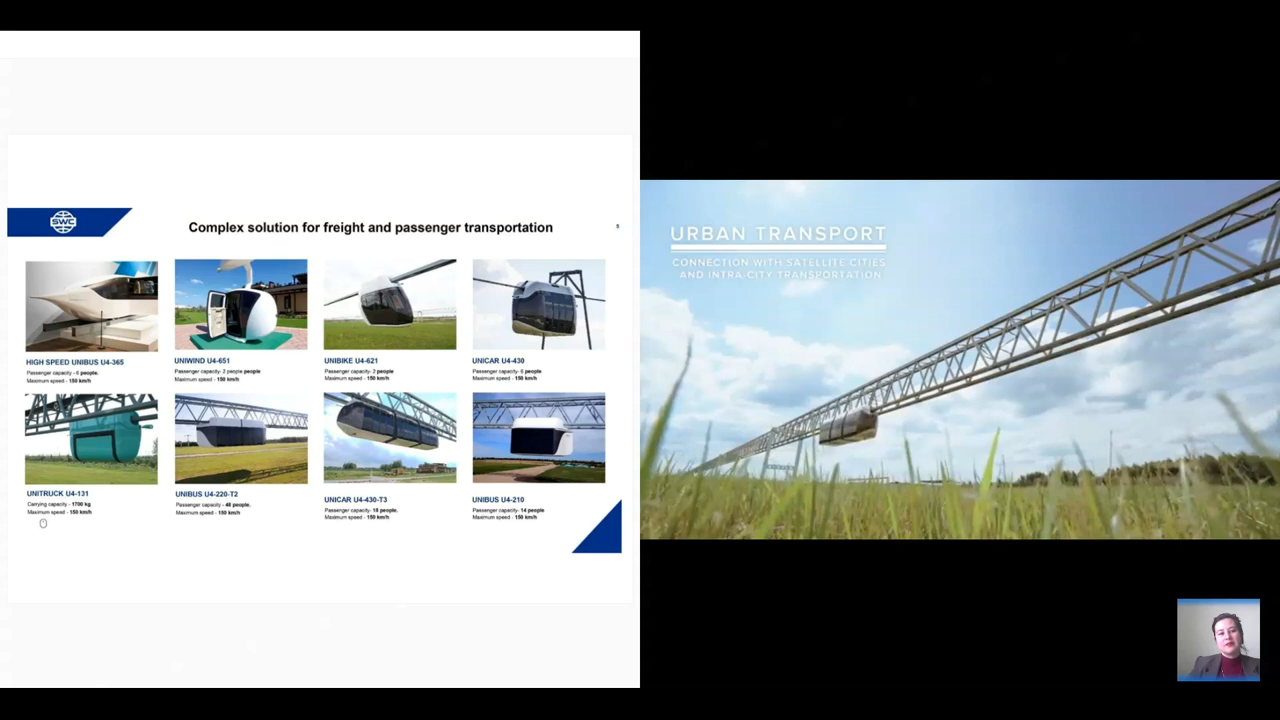 SWC
Complex solution for freight and passenger transportation
HIGH SPEED UNIBUS U4-365
Passenger capacity - 6 people.
Maximum speed - 150 km/h
UNIWIND U4-651
Passenger capacity- 2 people people
Maximum speed - 150 km/h
UNIBIKE U4-621
Passenger capacity - 2 people
Maximum speed - 150 km/h
UNICAR U4-430
Passenger capacity- 6 people
Maximum speed - 150 km/h
UNITRUCK U4-131
Carrying capacity - 1700 kg
Maximum speed - 150 km/h
UNIBUS U4-220-T2
Passenger capacity - 48 people.
Maximum speed - 150 km/h
UNICAR U4-430-T3
Passenger capacity- 18 people.
Maximum speed - 150 km/h
UNIBUS U4-210
Passenger capacity - 14 people
Maximum speed - 150 km/h
URBAN TRANSPORT
CONNECTION WITH SATELLITE CITIES
AND INTRA-CITY TRANSPORTATION